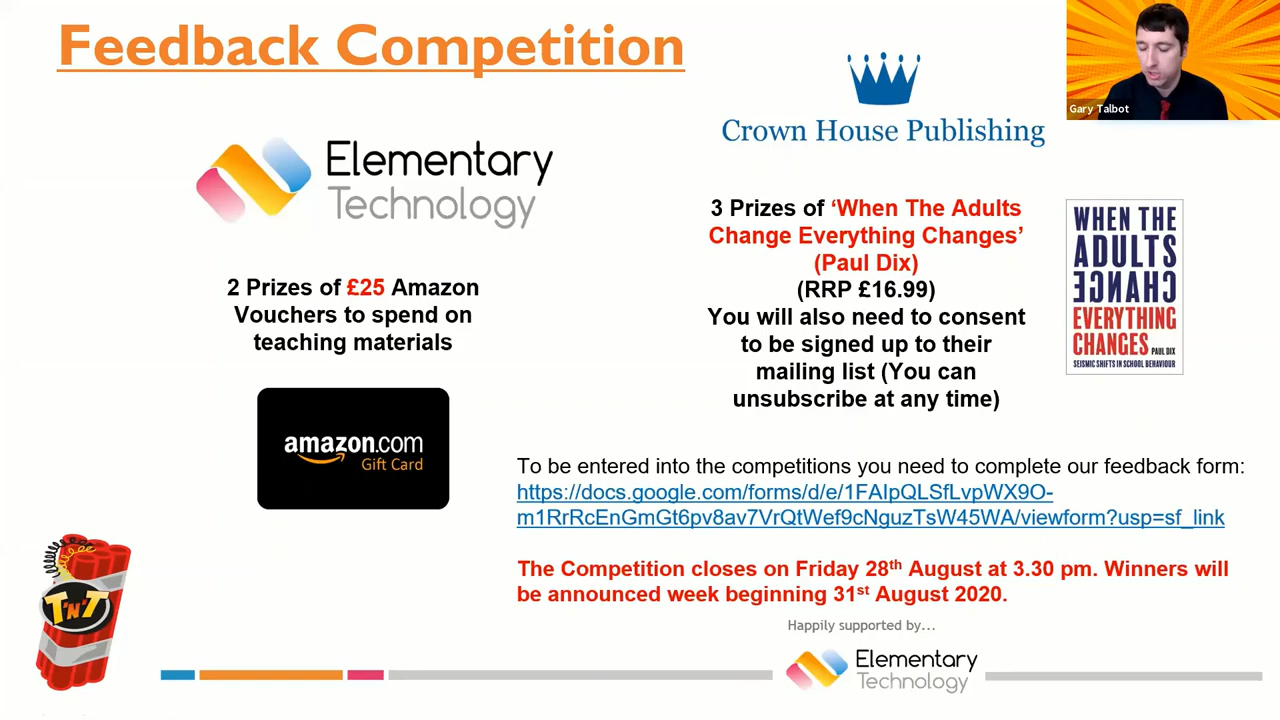 Feedback Competition
Gary Talbot
Crown House Publishing
Elementary
Technology
2 Prizes of £25 Amazon
Vouchers to spend on
teaching materials
amazon.com
Gift Card
3 Prizes of ‘When The Adults
Change Everything Changes’
(Paul Dix)
(RRP £16.99)
You will also need to consent
to be signed up to their
mailing list (You can
unsubscribe at any time)
WHEN THE
ADULTS
CHANGE
EVERYTHING
CHANGES PAUL DIX
SEISMIC SHIFTS IN SCHOOL BEHAVIOUR
To be entered into the competitions you need to complete our feedback form:
https://docs.google.com/forms/d/e/1FAIpQLSfLvpWX9O-
m1RrRcEnGmGt6pv8av7VrQtWef9cNguzTsW45WA/viewform?usp=sf_link
The Competition closes on Friday 28th August at 3.30 pm. Winners will
be announced week beginning 31st August 2020.
T'N'T
Happily supported by...
Elementary
Technology